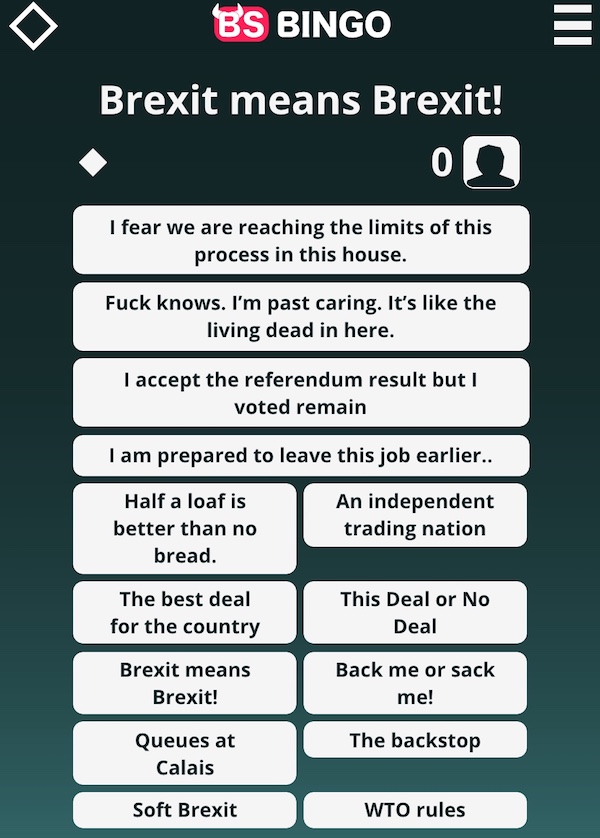 BS BINGO
Brexit means Brexit!
0
I fear we are reaching the limits of this
process in this house.
Fuck knows. I’m past caring. It’s like the
living dead in here.
I accept the referendum result but I
voted remain
I am prepared to leave this job earlier..
Half a loaf is
better than no
bread.
An independent
trading nation
The best deal
for the country
This Deal or No
Deal
Brexit means
Brexit!
Back me or sack
me!
Queues at
Calais
The backstop
Soft Brexit
WTO rules